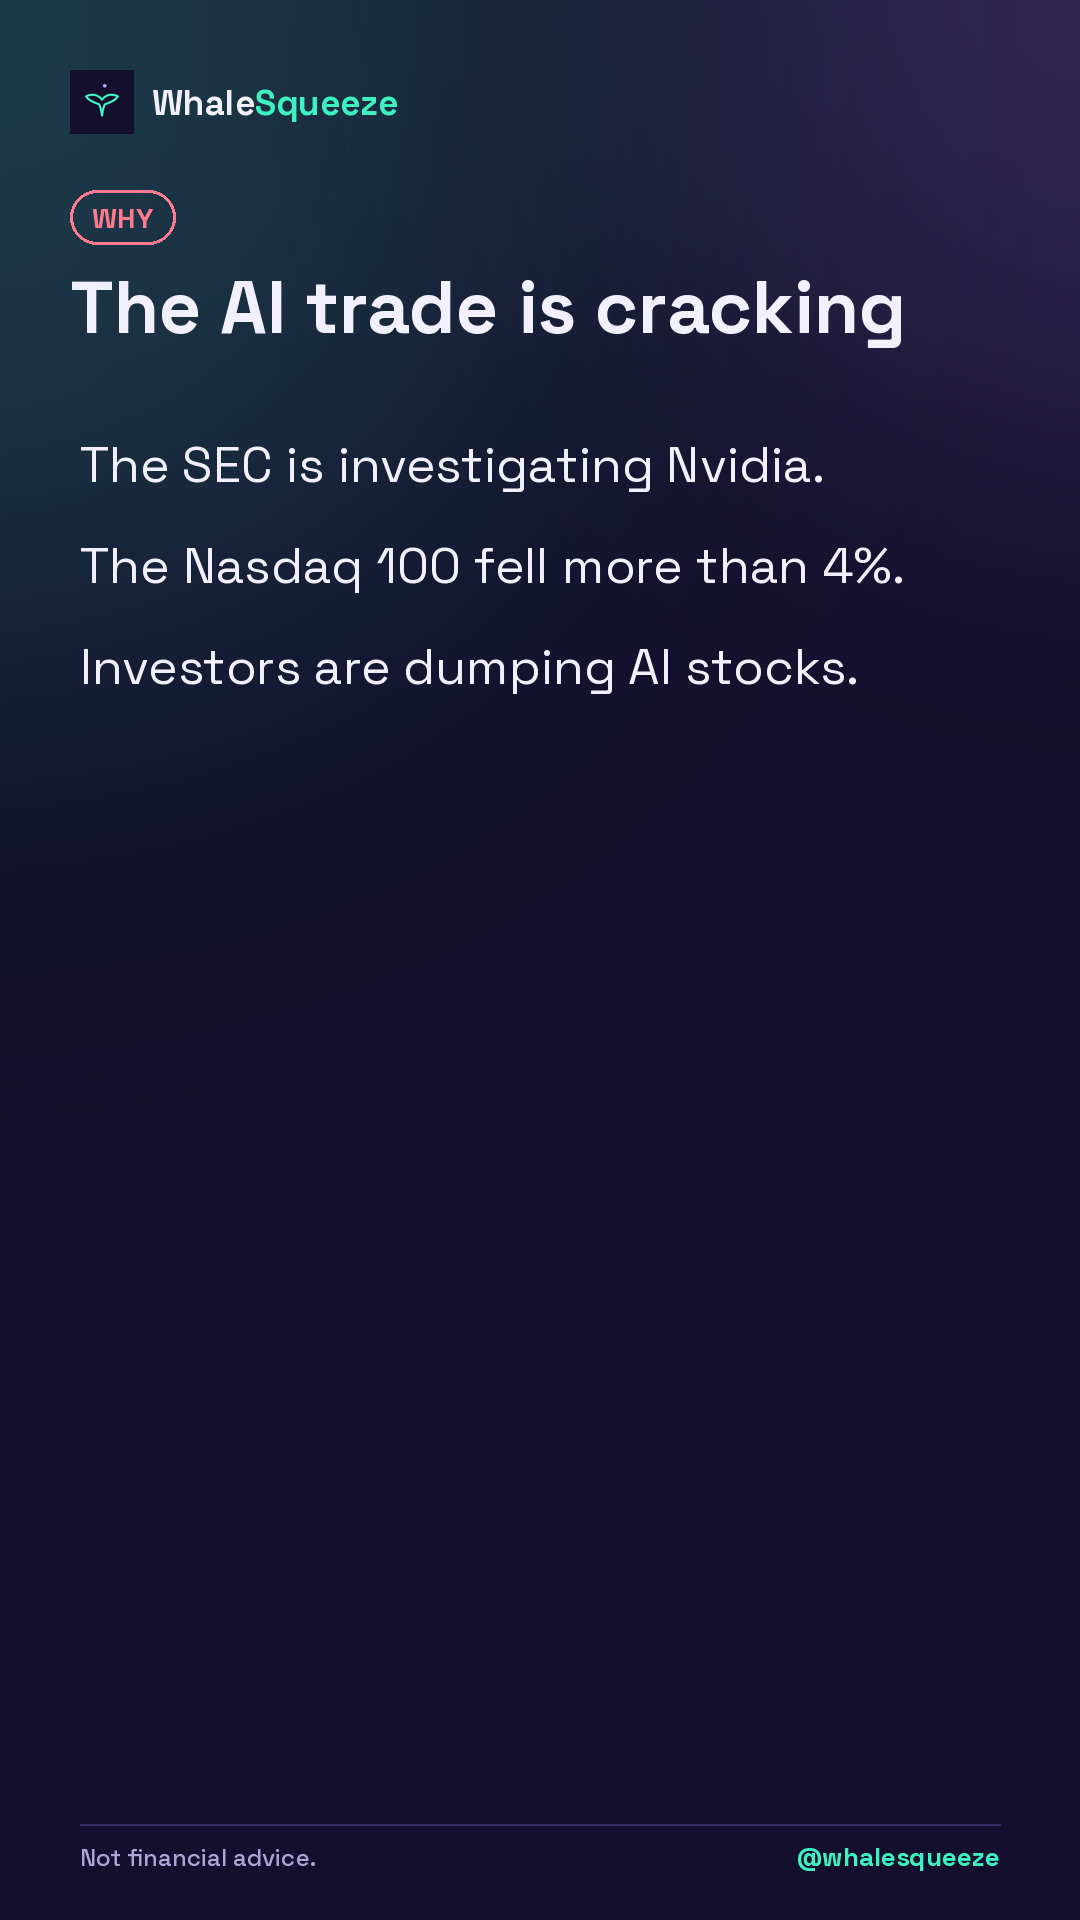 WhaleSqueeze
WHY
The AI trade is cracking
The SEC is investigating Nvidia.
The Nasdaq 100 fell more than 4%.
Investors are dumping AI stocks.
Not financial advice.
@whalesqueeze